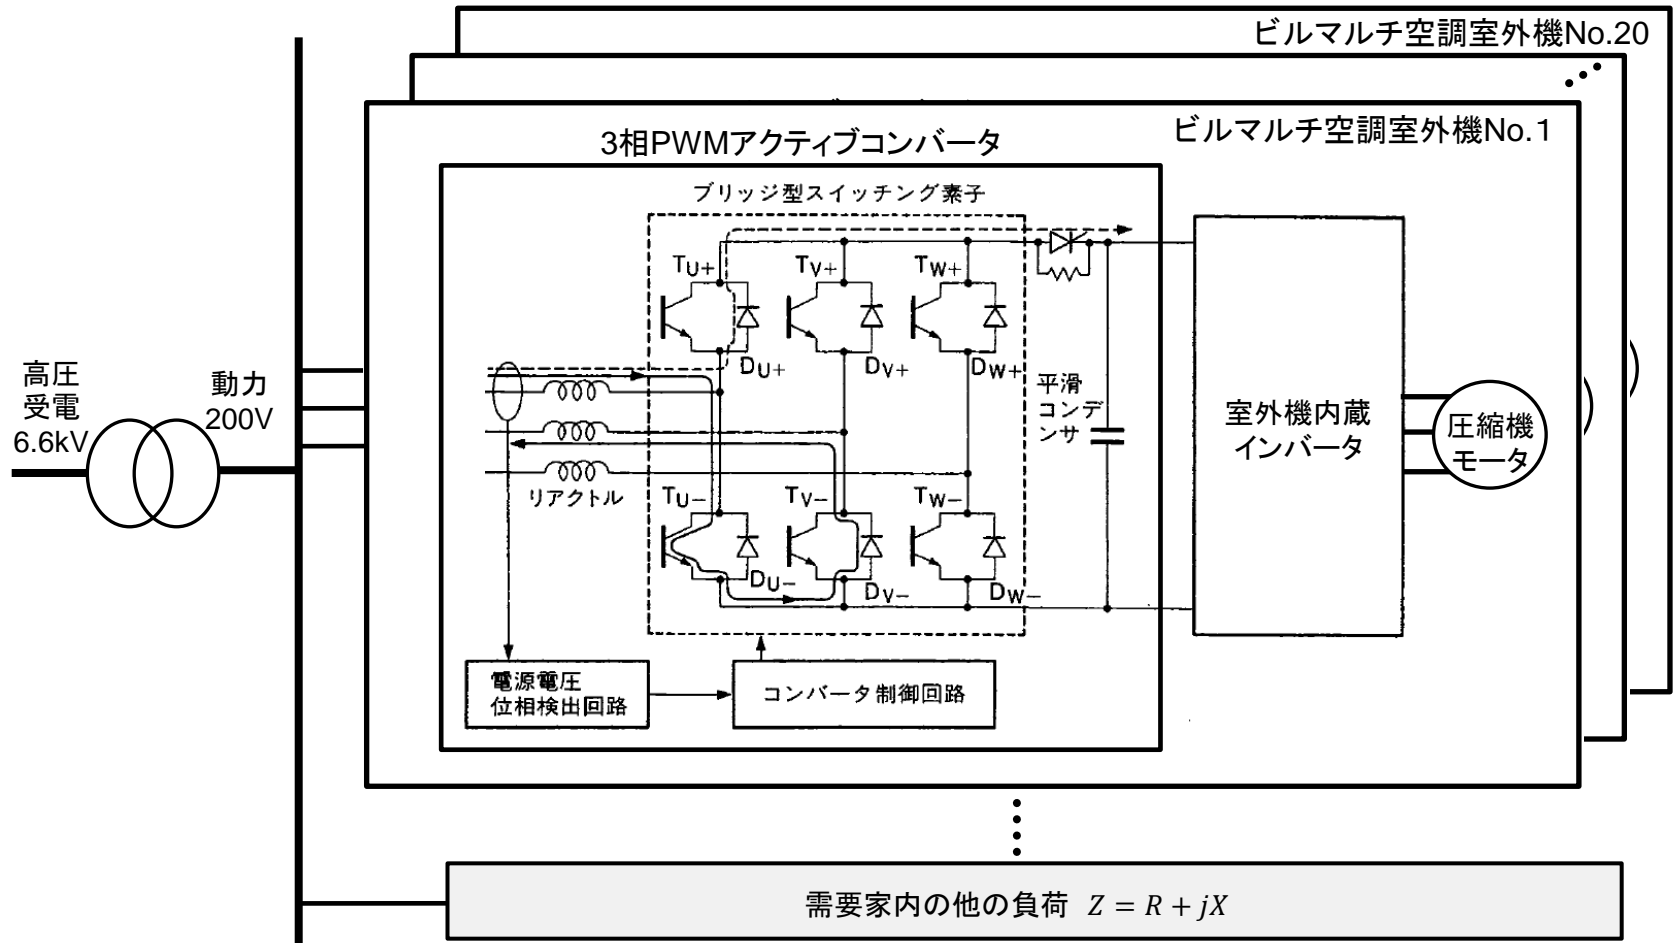 ビルマルチ空調室外機No.20
ビルマルチ空調室外機No.1
3相PWMアクティブコンバータ
ブリッジ型スイッチング素子
TU+
TV+
TW+
DU+
DV+
DW+
高圧
受電
6.6kV
動力
200V
平滑
コンデ
ンサ
室外機内蔵
インバータ
圧縮機
モータ
リアクトル
TU−
TV−
TW−
DU−
DV−
DW−
電源電圧
位相検出回路
コンバータ制御回路
需要家内の他の負荷 Z = R + jX